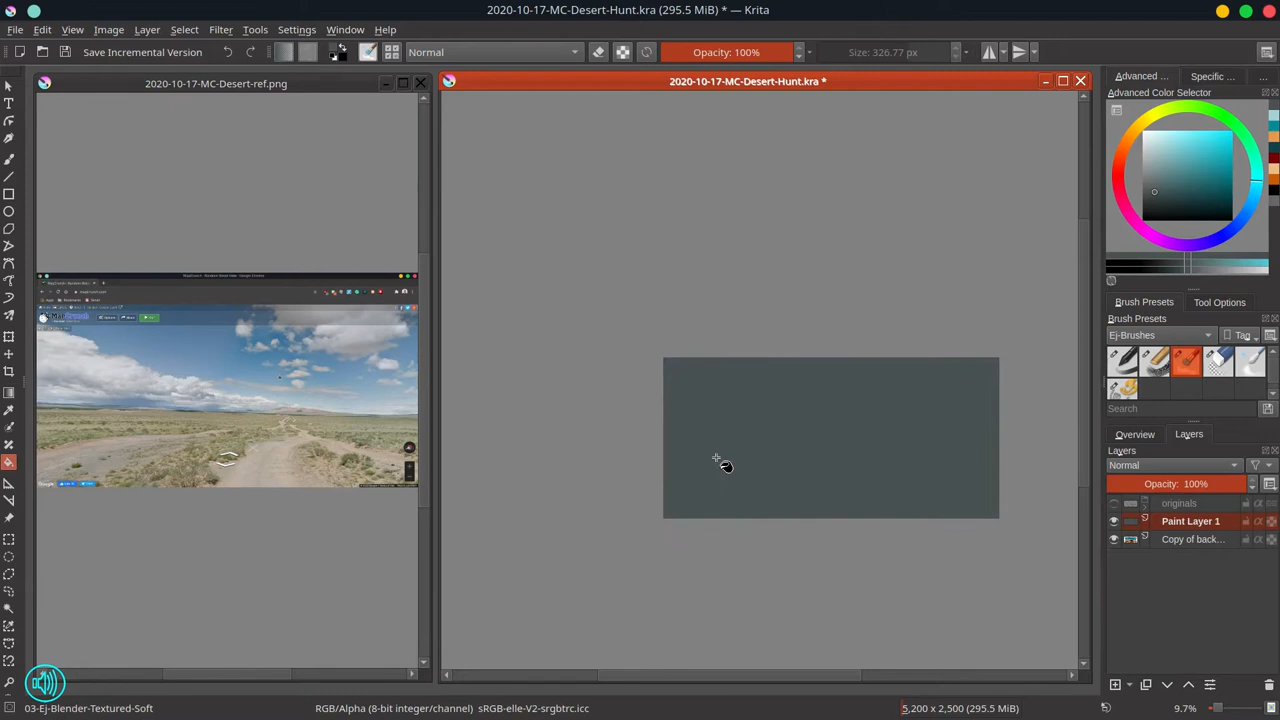 2020-10-17-MC-Desert-Hunt.kra (295.5 MiB) * – Krita
File Edit View Image Layer Select Filter Tools Settings Window Help
Save Incremental Version
Normal
Opacity: 100%
Size: 326.77 px
2020-10-17-MC-Desert-ref.png
2020-10-17-MC-Desert-Hunt.kra *
Advanced ...
Specific ...
...
Advanced Color Selector
Brush Presets
Tool Options
Brush Presets
Ej-Brushes
Tag
Search
Overview
Layers
Layers
Normal
Opacity: 100%
originals
Paint Layer 1
Copy of back...
03-Ej-Blender-Textured-Soft
RGB/Alpha (8-bit integer/channel) sRGB-elle-V2-srgbtrc.icc
5,200 x 2,500 (295.5 MiB)
9.7%